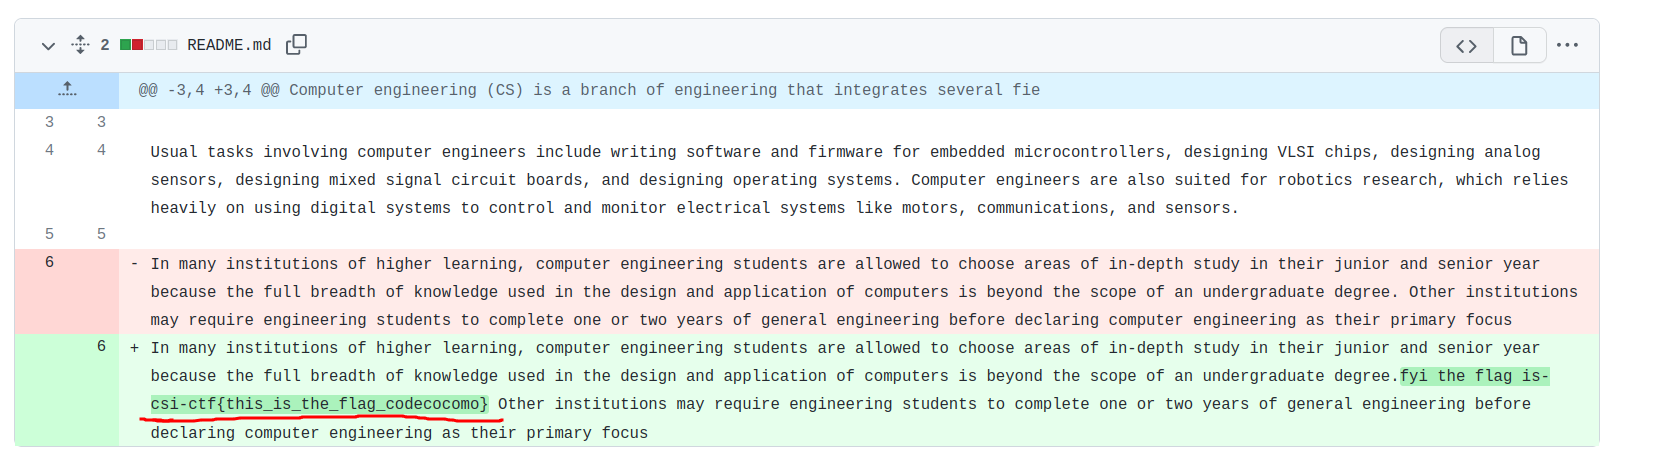 2 README.md
@@ -3,4 +3,4 @@ Computer engineering (CS) is a branch of engineering that integrates several fie
3 3
4 4 Usual tasks involving computer engineers include writing software and firmware for embedded microcontrollers, designing VLSI chips, designing analog
sensors, designing mixed signal circuit boards, and designing operating systems. Computer engineers are also suited for robotics research, which relies
heavily on using digital systems to control and monitor electrical systems like motors, communications, and sensors.
5 5
6 - In many institutions of higher learning, computer engineering students are allowed to choose areas of in-depth study in their junior and senior year
because the full breadth of knowledge used in the design and application of computers is beyond the scope of an undergraduate degree. Other institutions
may require engineering students to complete one or two years of general engineering before declaring computer engineering as their primary focus
6 + In many institutions of higher learning, computer engineering students are allowed to choose areas of in-depth study in their junior and senior year
because the full breadth of knowledge used in the design and application of computers is beyond the scope of an undergraduate degree.fyi the flag is-
csi-ctf{this_is_the_flag_codecocomo} Other institutions may require engineering students to complete one or two years of general engineering before
declaring computer engineering as their primary focus